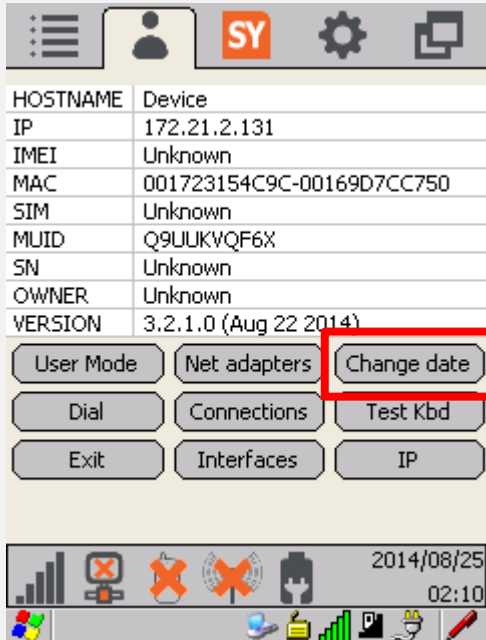 SY
HOSTNAME Device
IP 172.21.2.131
IMEI Unknown
MAC 001723154C9C-00169D7CC750
SIM Unknown
MUID Q9UUKVQF6X
SN Unknown
OWNER Unknown
VERSION 3.2.1.0 (Aug 22 2014)
User Mode Net adapters Change date
Dial Connections Test Kbd
Exit Interfaces IP
2014/08/25
02:10